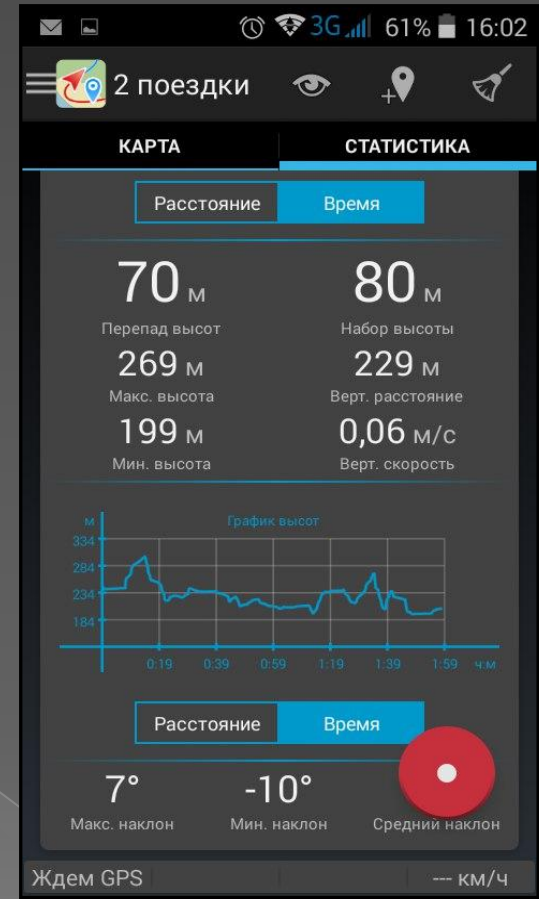 3G 61% 16:02
2 поездки
КАРТА СТАТИСТИКА
Расстояние Время
70 м 80 м
Перепад высот Набор высоты
269 м 229 м
Макс. высота Верт. расстояние
199 м 0,06 м/с
Мин. высота Верт. скорость
м График высот
334
284
234
184
0:19 0:39 0:59 1:19 1:39 1:59 ч:м
Расстояние Время
7° -10°
Макс. наклон Мин. наклон Средний наклон
Ждем GPS --- км/ч